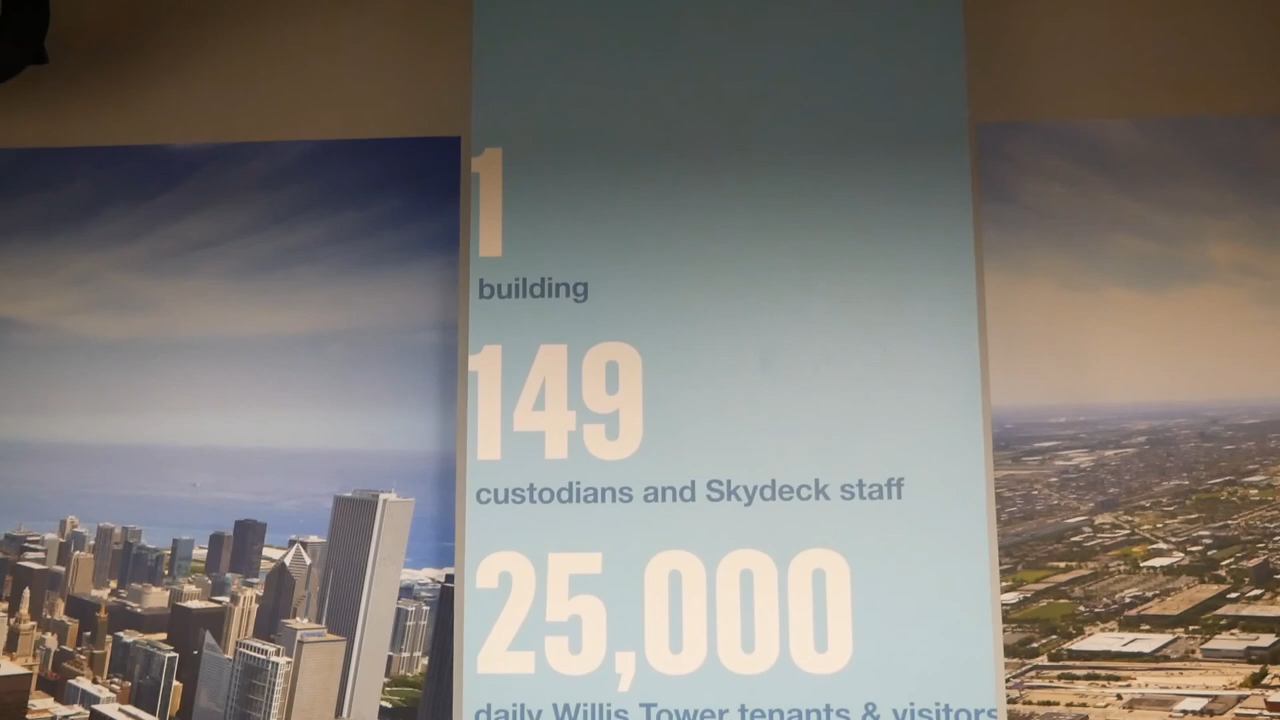 1
building
149
custodians and Skydeck staff
25,000
daily Willis Tower tenants & visitors